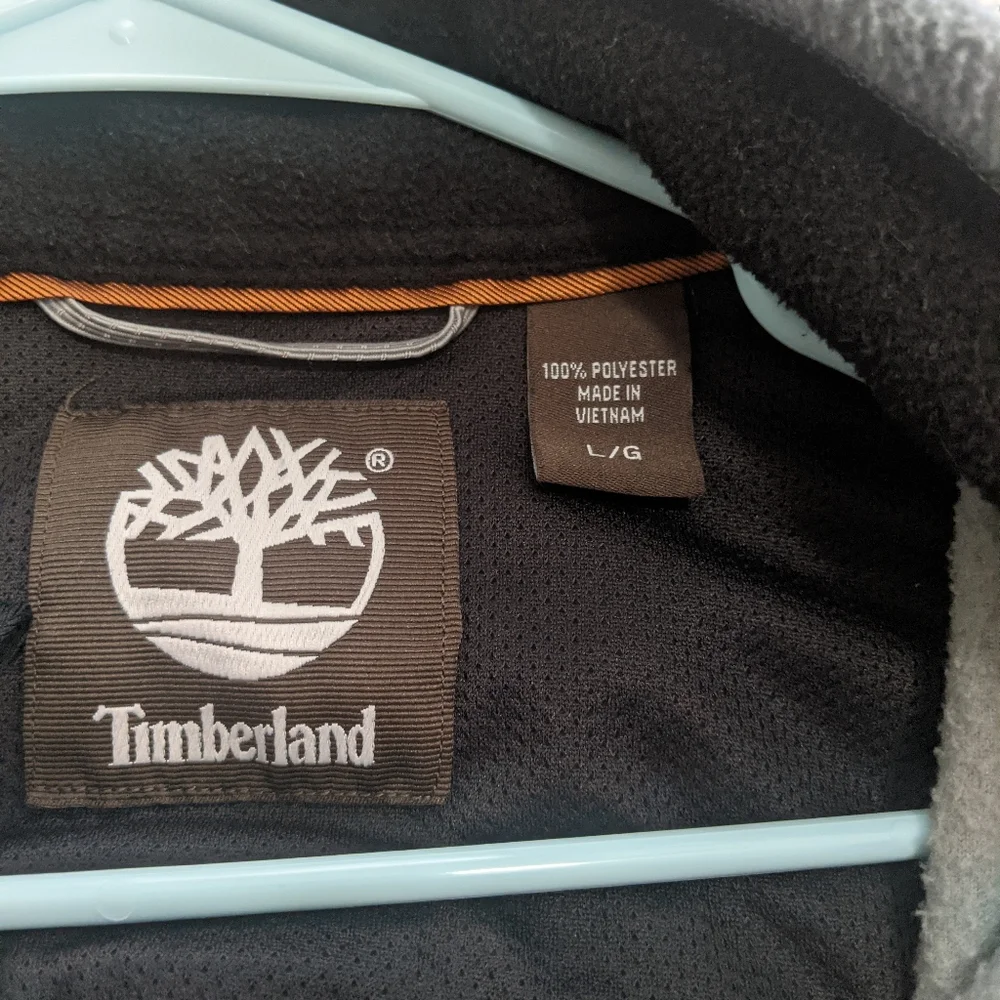 100% POLYESTER
MADE IN
VIETNAM
L/G
®
Timberland